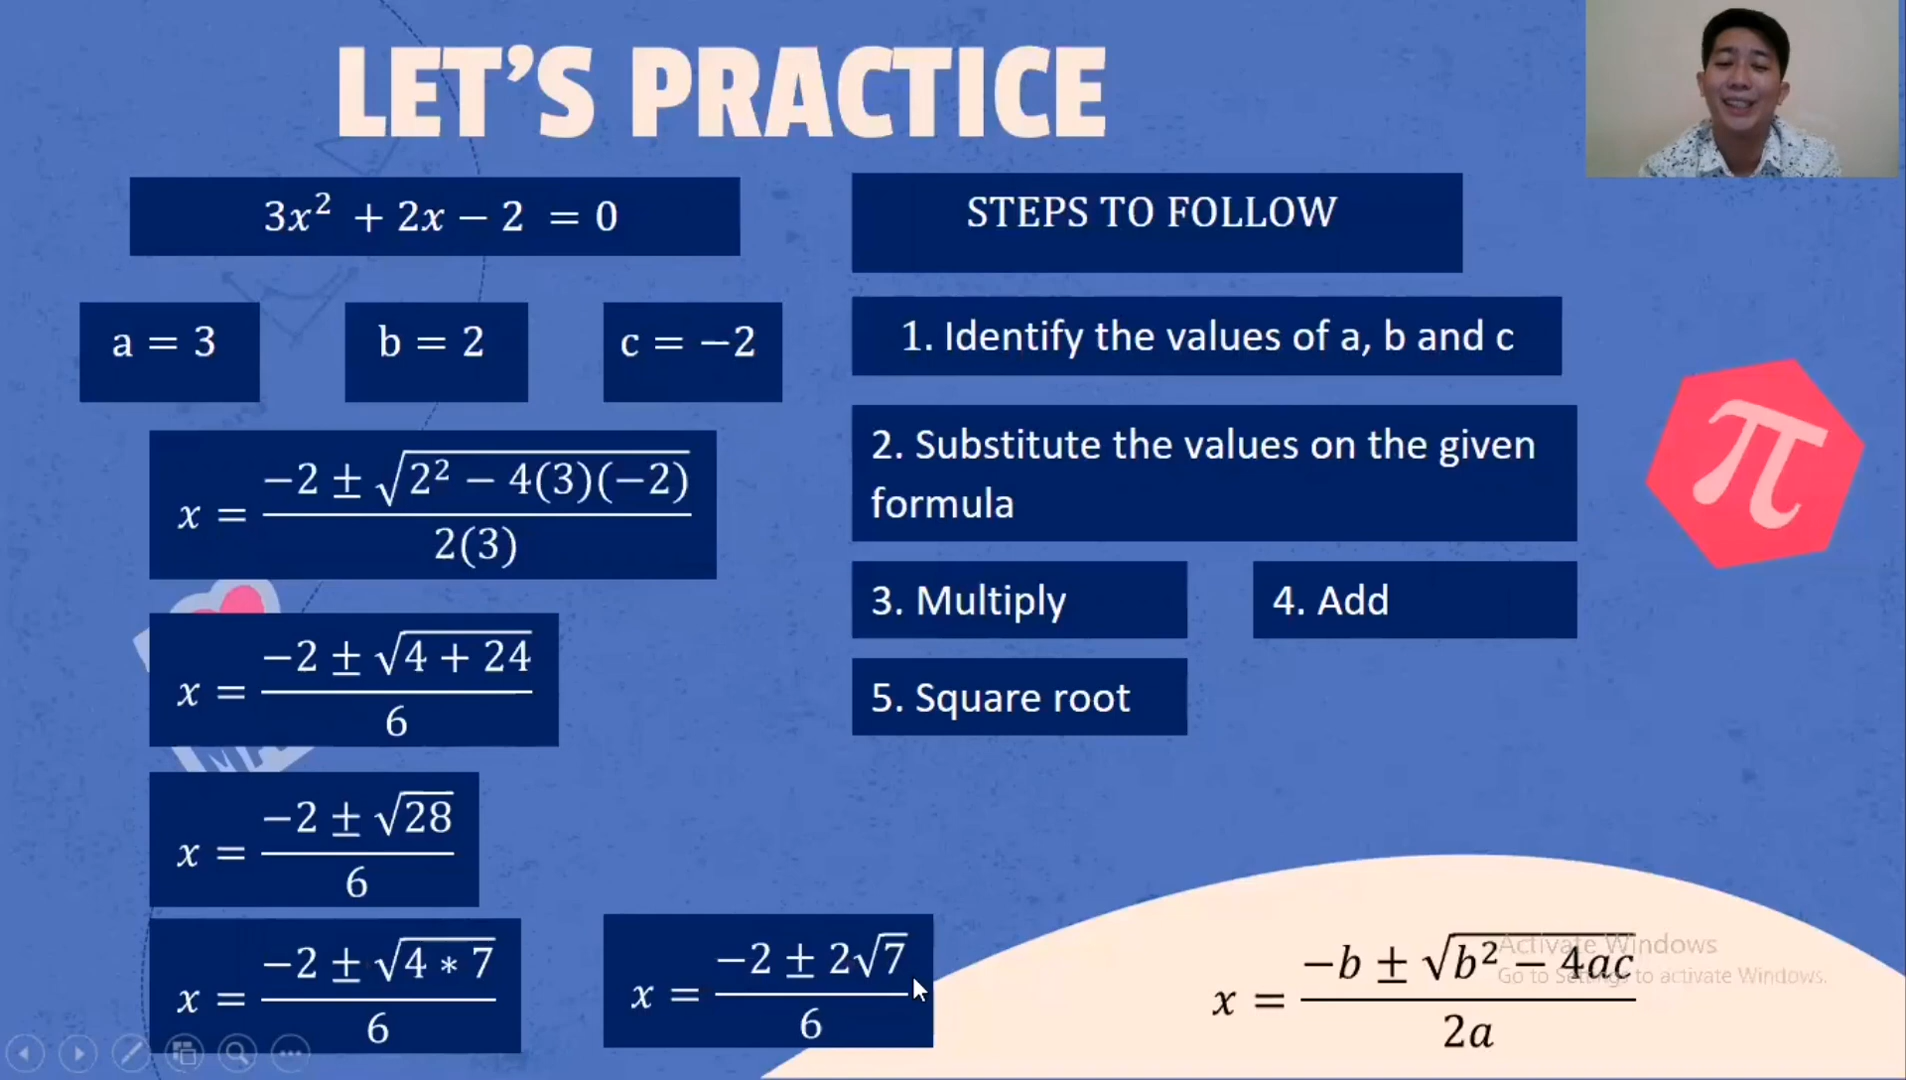 LET'S PRACTICE
3x² + 2x − 2 = 0
a = 3
b = 2
c = −2
x = (−2 ± √(2² − 4(3)(−2))) / 2(3)
x = (−2 ± √(4 + 24)) / 6
x = (−2 ± √28) / 6
x = (−2 ± √(4 ∗ 7)) / 6
x = (−2 ± 2√7) / 6
STEPS TO FOLLOW
1. Identify the values of a, b and c
2. Substitute the values on the given
formula
3. Multiply
4. Add
5. Square root
π
x = (−b ± √(b² − 4ac)) / 2a
Activate Windows
Go to Settings to activate Windows.